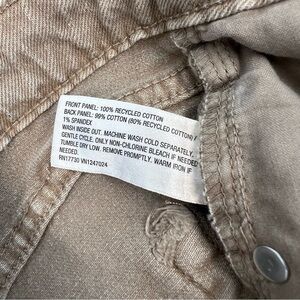 FRONT PANEL: 100% RECYCLED COTTON
BACK PANEL: 99% COTTON (80% RECYCLED COTTON)
1% SPANDEX
WASH INSIDE OUT. MACHINE WASH COLD SEPARATELY,
GENTLE CYCLE. ONLY NON-CHLORINE BLEACH IF NEEDED.
TUMBLE DRY LOW. REMOVE PROMPTLY. WARM IRON IF
NEEDED.
RN17730 VN1247024